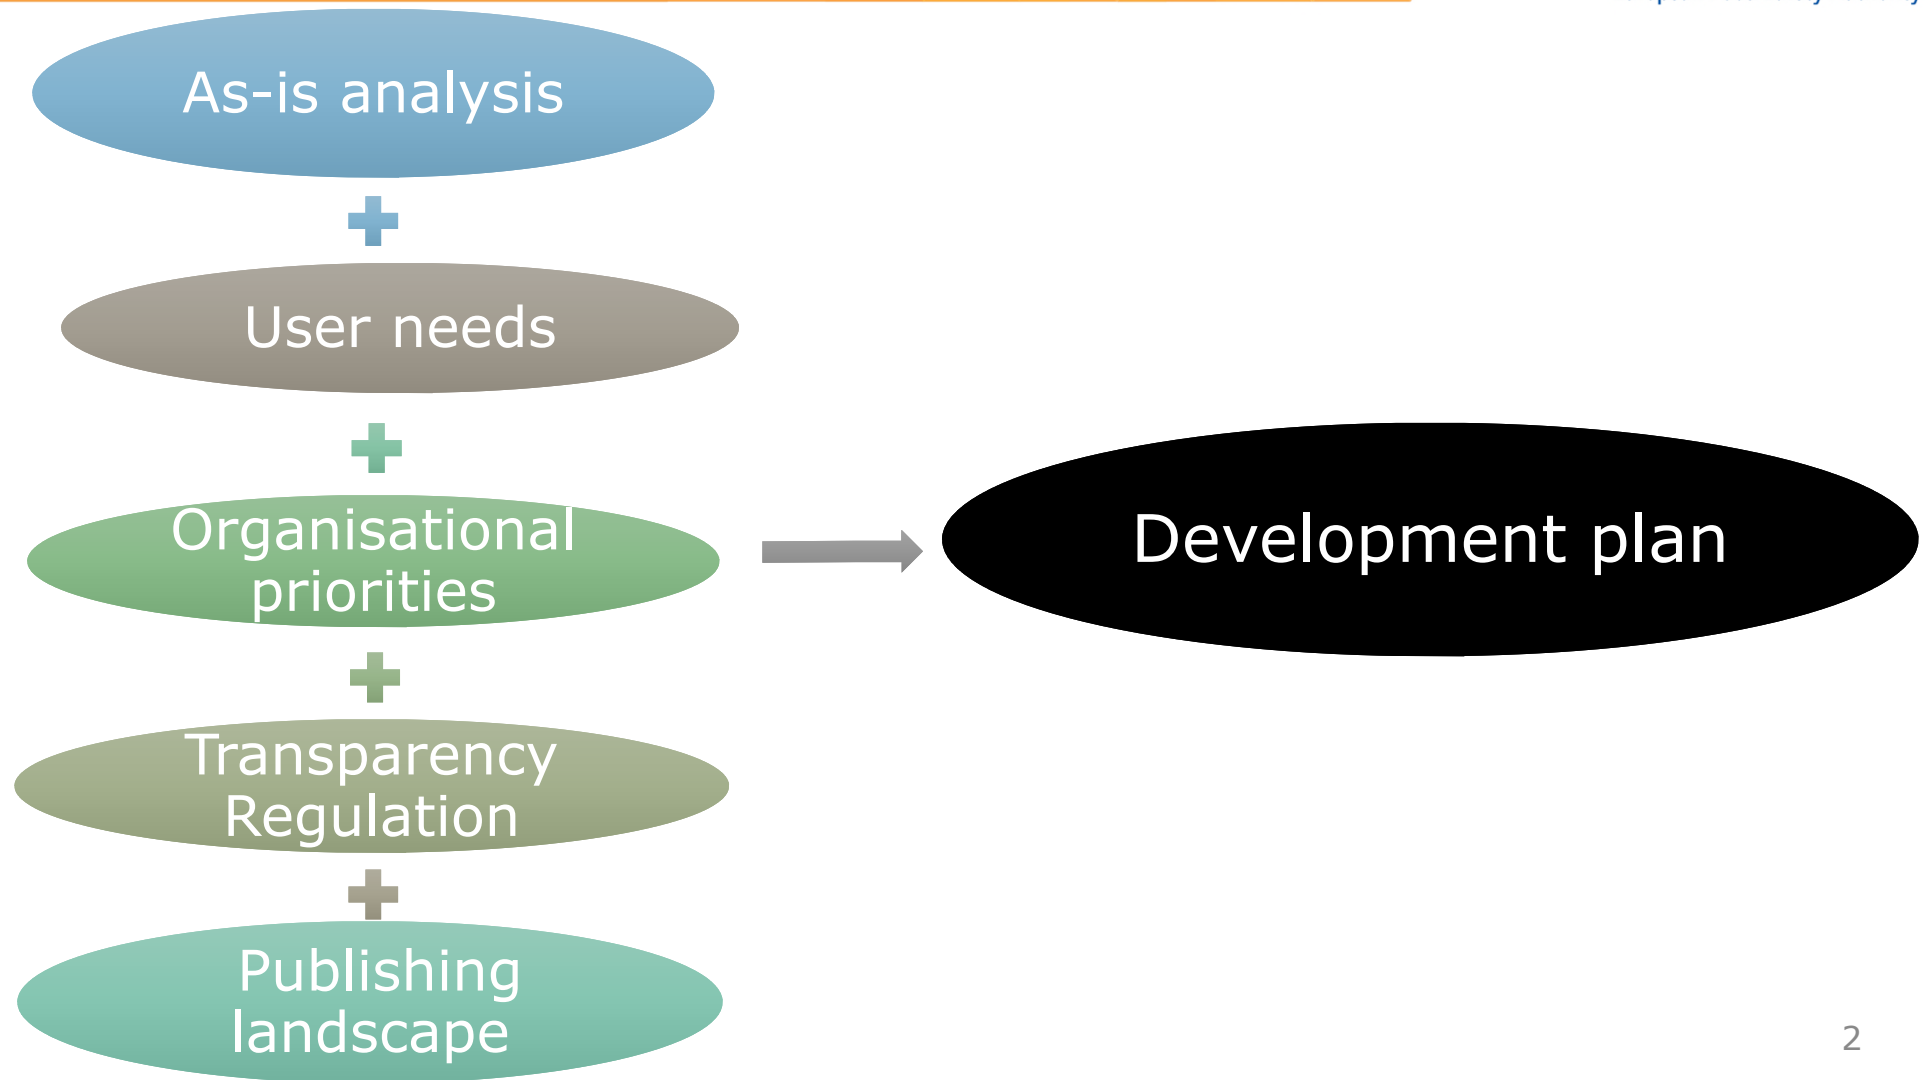 As-is analysis
User needs
Organisational
priorities
Transparency
Regulation
Publishing
landscape
Development plan
2